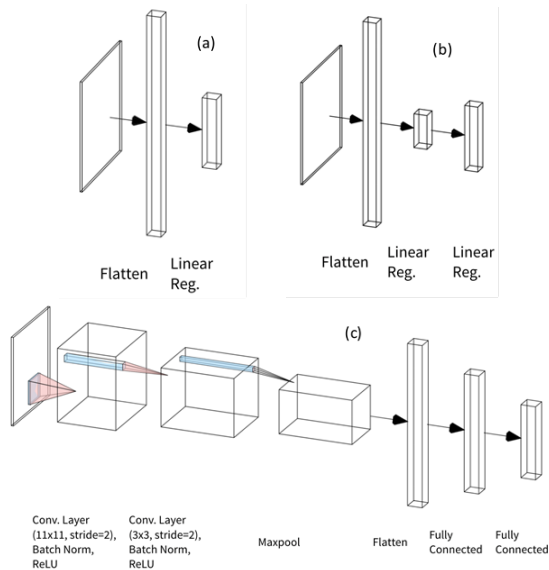 (a)
Flatten
Linear
Reg.
(b)
Flatten
Linear
Reg.
Linear
Reg.
(c)
Conv. Layer
(11x11, stride=2),
Batch Norm,
ReLU
Conv. Layer
(3x3, stride=2),
Batch Norm,
ReLU
Maxpool
Flatten
Fully
Connected
Fully
Connected